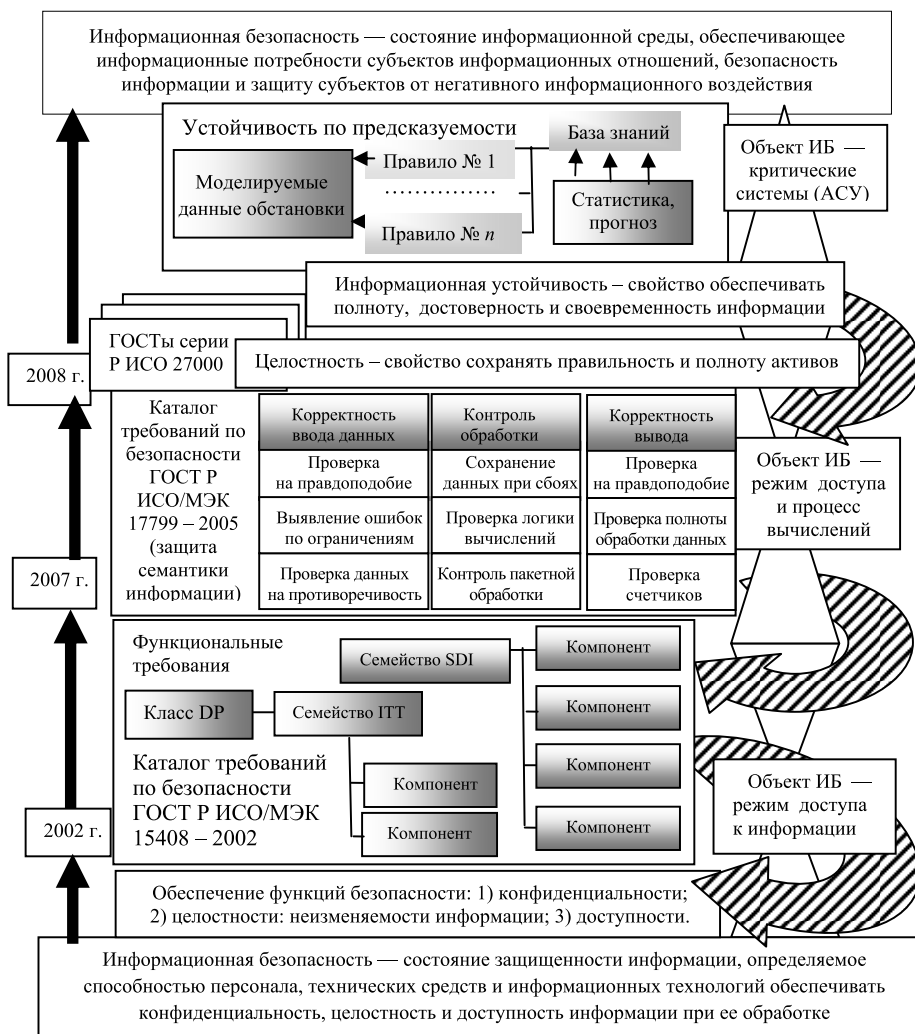 Информационная безопасность — состояние информационной среды, обеспечивающее
информационные потребности субъектов информационных отношений, безопасность
информации и защиту субъектов от негативного информационного воздействия
Устойчивость по предсказуемости
Моделируемые
данные обстановки
Правило № 1
....................
Правило № n
База знаний
Статистика,
прогноз
Объект ИБ —
критические
системы (АСУ)
Информационная устойчивость – свойство обеспечивать
полноту, достоверность и своевременность информации
ГОСТы серии
Р ИСО 27000
Целостность – свойство сохранять правильность и полноту активов
2008 г.
Каталог
требований по
безопасности
ГОСТ Р
ИСО/МЭК
17799 – 2005
(защита
семантики
информации)
Корректность
ввода данных
Контроль
обработки
Корректность
вывода
Проверка
на правдоподобие
Сохранение
данных при сбоях
Проверка
на правдоподобие
Выявление ошибок
по ограничениям
Проверка логики
вычислений
Проверка полноты
обработки данных
Проверка данных
на противоречивость
Контроль пакетной
обработки
Проверка
счетчиков
Объект ИБ —
режим доступа
и процесс
вычислений
2007 г.
Функциональные
требования
Семейство SDI
Компонент
Компонент
Компонент
Компонент
Класс DP
Семейство ITT
Компонент
Компонент
Каталог требований
по безопасности
ГОСТ Р ИСО/МЭК
15408 – 2002
Объект ИБ —
режим доступа
к информации
2002 г.
Обеспечение функций безопасности: 1) конфиденциальности;
2) целостности: неизменяемости информации; 3) доступности.
Информационная безопасность — состояние защищенности информации, определяемое
способностью персонала, технических средств и информационных технологий обеспечивать
конфиденциальность, целостность и доступность информации при ее обработке